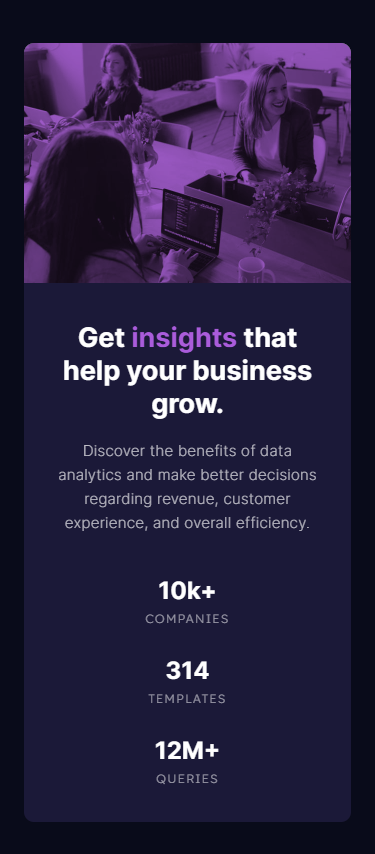 Get insights that
help your business
grow.
Discover the benefits of data
analytics and make better decisions
regarding revenue, customer
experience, and overall efficiency.
10k+
COMPANIES
314
TEMPLATES
12M+
QUERIES